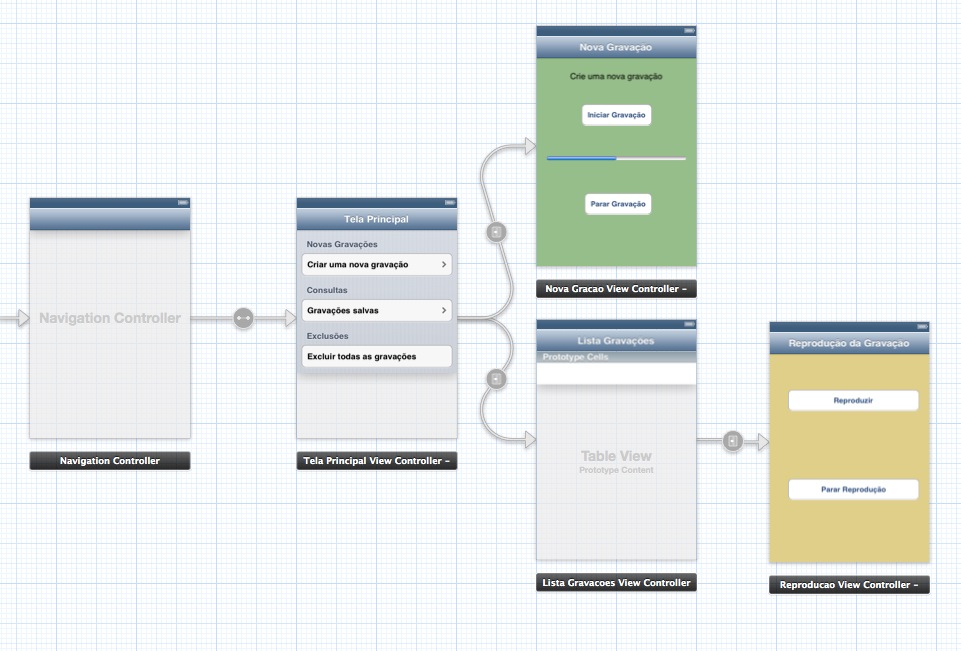 Navigation Controller
Navigation Controller
Tela Principal
Novas Gravações
Criar uma nova gravação
Consultas
Gravações salvas
Exclusões
Excluir todas as gravações
Tela Principal View Controller –
Nova Gravação
Crie uma nova gravação
Iniciar Gravação
Parar Gravação
Nova Gracao View Controller –
Lista Gravações
Prototype Cells
Table View
Prototype Content
Lista Gravacoes View Controller
Reprodução da Gravação
Reproduzir
Parar Reprodução
Reproducao View Controller –